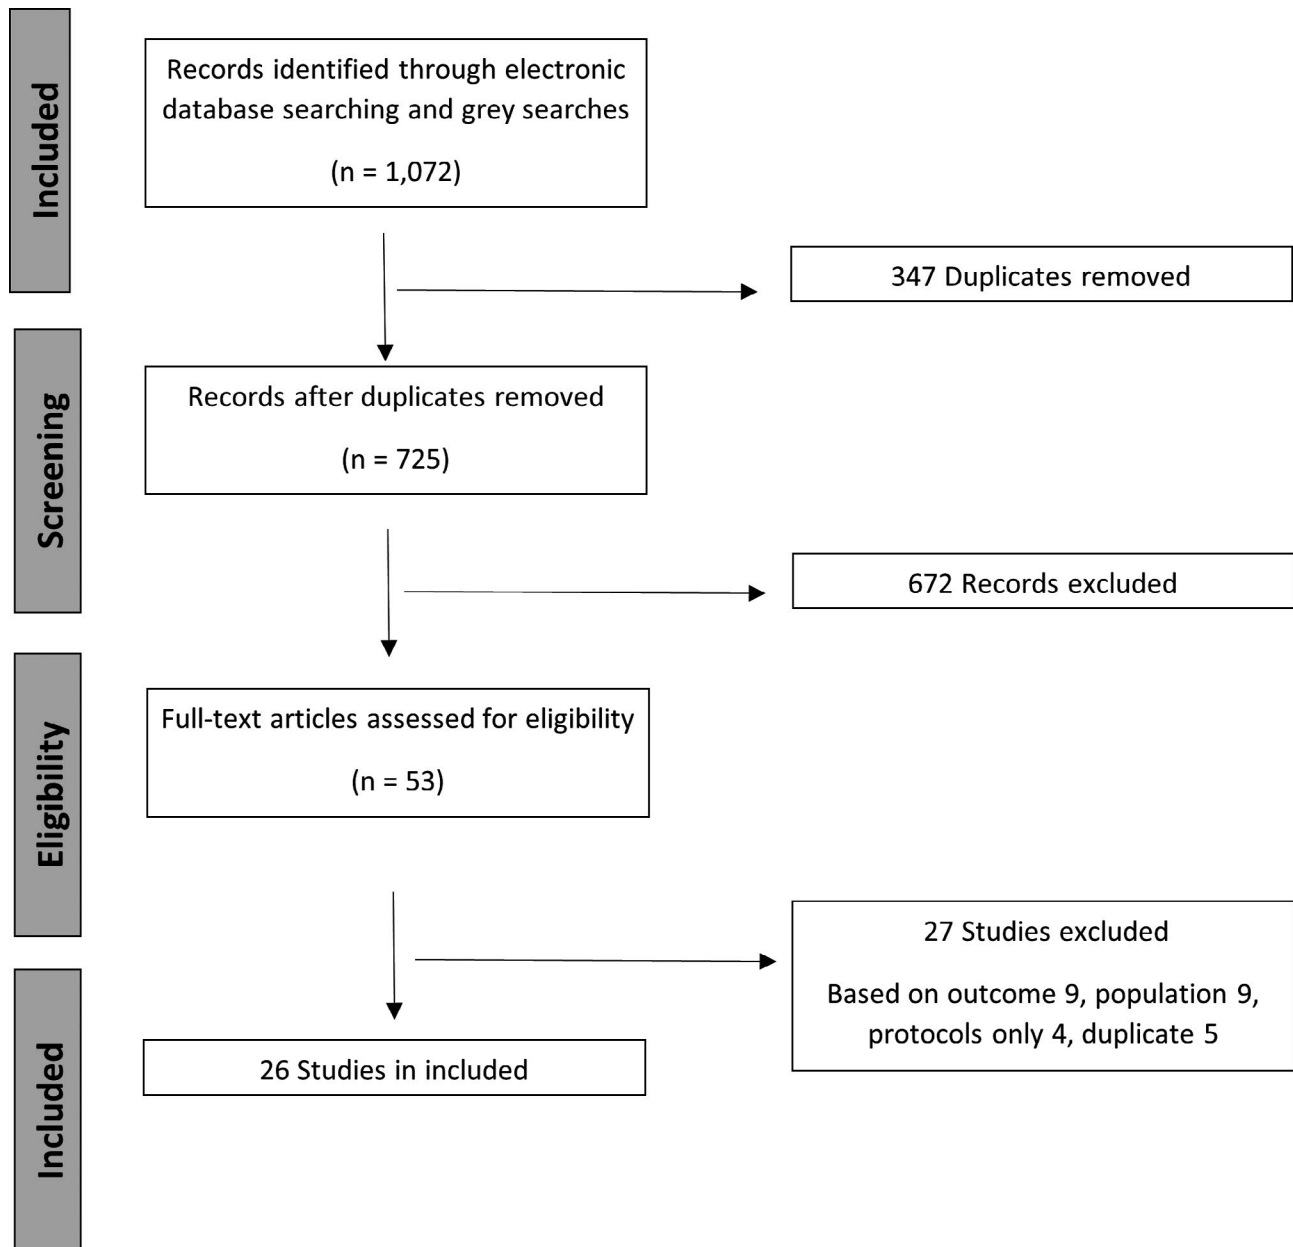 Included
Records identified through electronic
database searching and grey searches
(n = 1,072)
347 Duplicates removed
Screening
Records after duplicates removed
(n = 725)
672 Records excluded
Eligibility
Full-text articles assessed for eligibility
(n = 53)
27 Studies excluded
Based on outcome 9, population 9,
protocols only 4, duplicate 5
Included
26 Studies in included